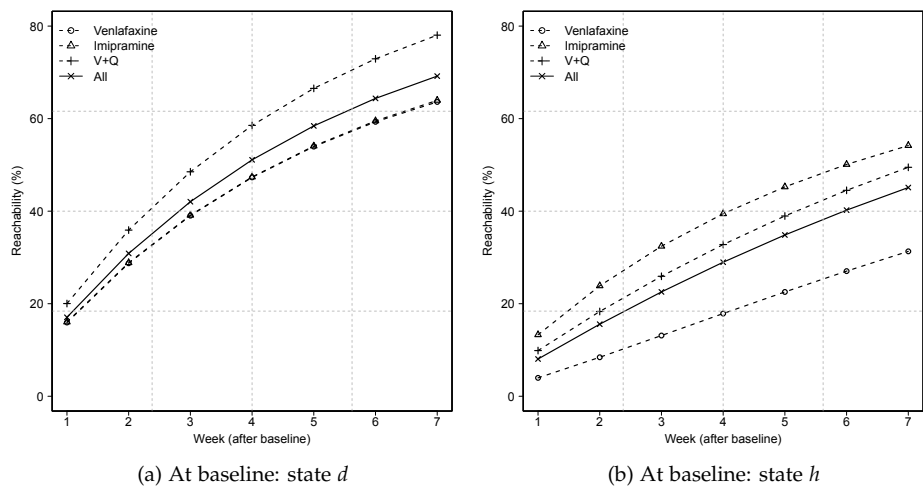 80
60
40
20
0
Reachability (%)
Venlafaxine
Imipramine
V+Q
All
1 2 3 4 5 6 7
Week (after baseline)
(a) At baseline: state d
80
60
40
20
0
Reachability (%)
Venlafaxine
Imipramine
V+Q
All
1 2 3 4 5 6 7
Week (after baseline)
(b) At baseline: state h